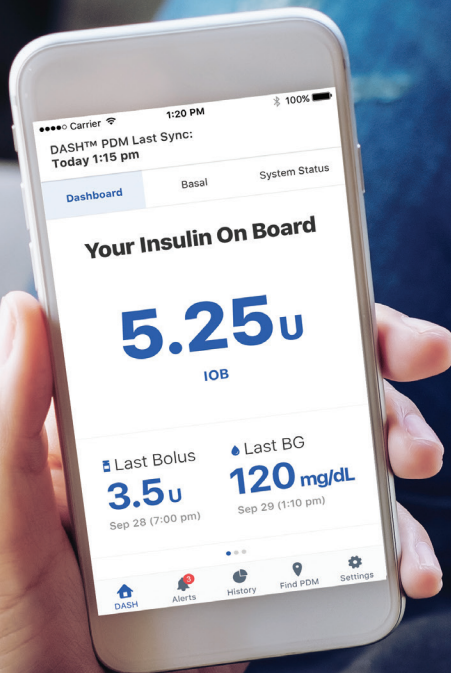 ●●●●○ Carrier 1:20 PM 100%
DASH™ PDM Last Sync:
Today 1:15 pm
Dashboard Basal System Status
Your Insulin On Board
5.25 U
IOB
Last Bolus Last BG
3.5 U 120 mg/dL
Sep 28 (7:00 pm) Sep 29 (1:10 pm)
3
DASH Alerts History Find PDM Settings